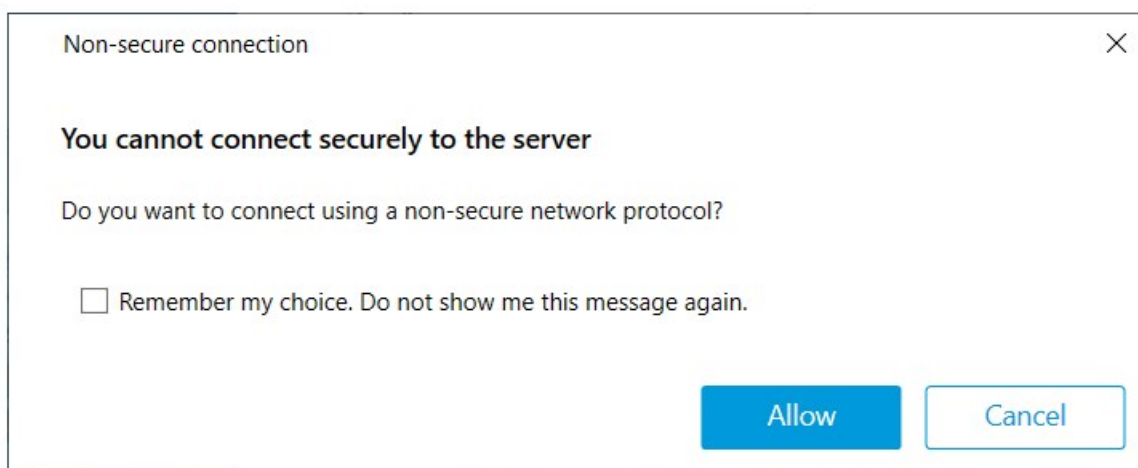 Non-secure connection
You cannot connect securely to the server
Do you want to connect using a non-secure network protocol?
Remember my choice. Do not show me this message again.
Allow
Cancel